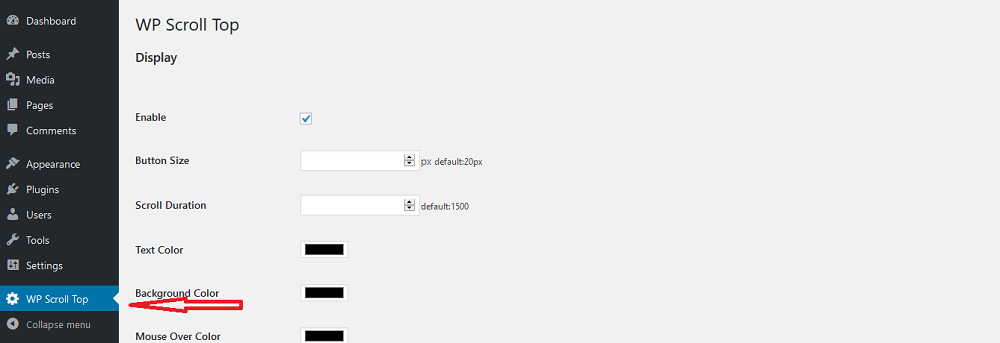 Dashboard
Posts
Media
Pages
Comments
Appearance
Plugins
Users
Tools
Settings
WP Scroll Top
Collapse menu
WP Scroll Top
Display
Enable
Button Size px default:20px
Scroll Duration default:1500
Text Color
Background Color
Mouse Over Color